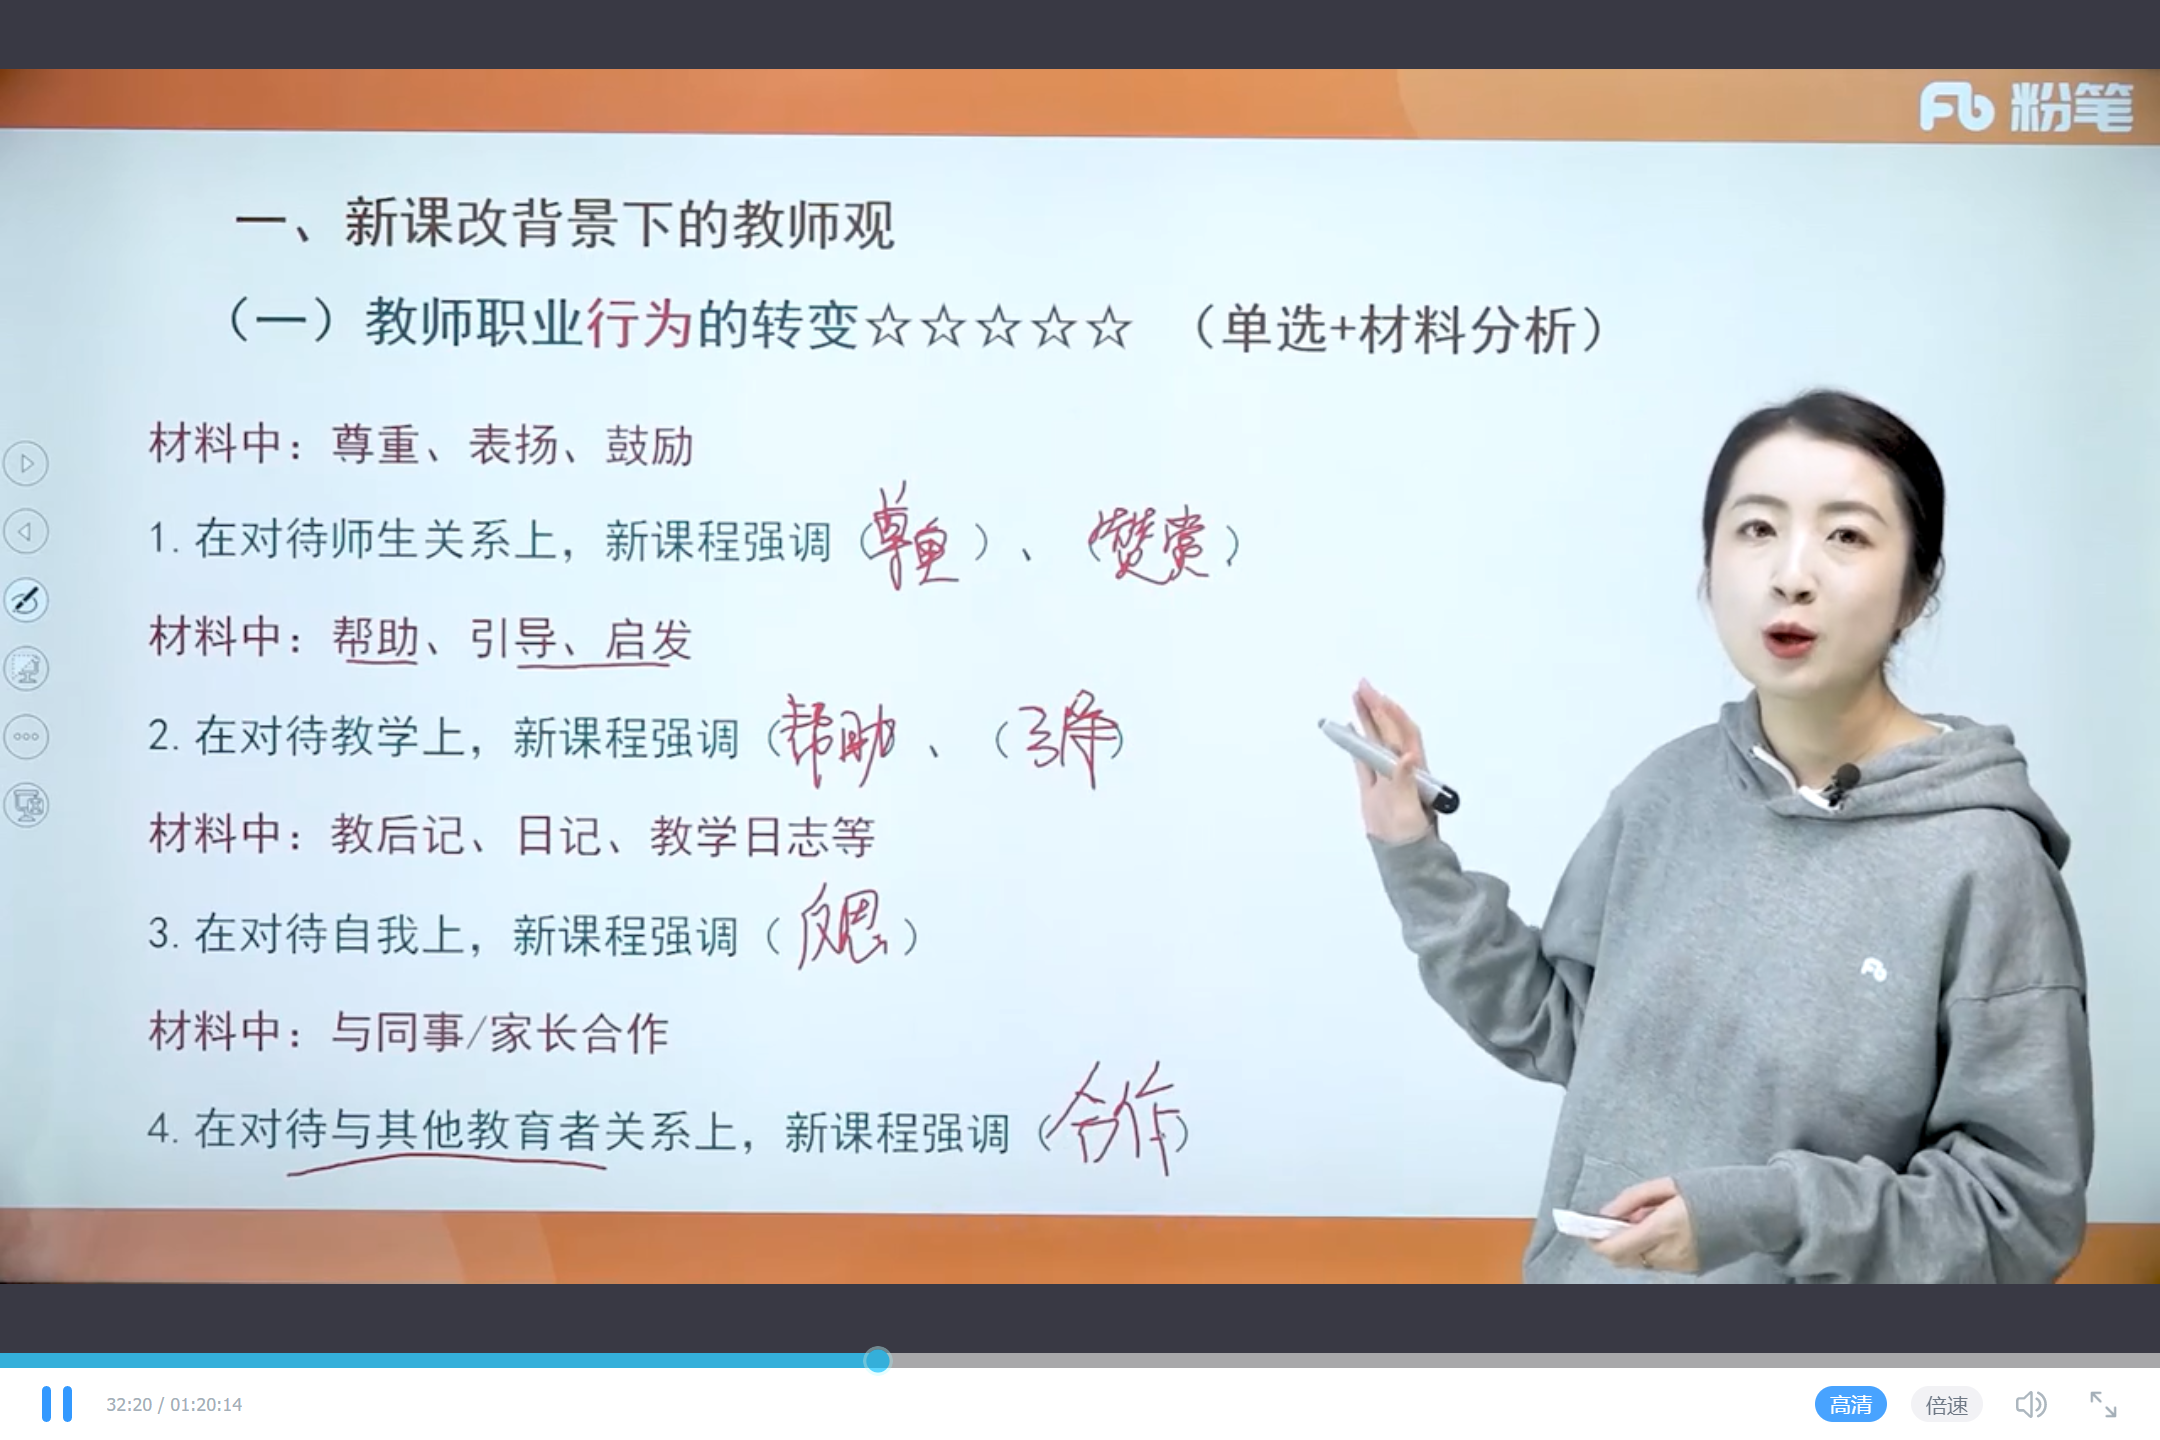 粉笔
一、新课改背景下的教师观
（一）教师职业行为的转变☆☆☆☆☆ （单选+材料分析）
材料中：尊重、表扬、鼓励
1. 在对待师生关系上，新课程强调（尊重）、（赞赏）
材料中：帮助、引导、启发
2. 在对待教学上，新课程强调（帮助）、（引导）
材料中：教后记、日记、教学日志等
3. 在对待自我上，新课程强调（反思）
材料中：与同事/家长合作
4. 在对待与其他教育者关系上，新课程强调（合作）
32:20 / 01:20:14
高清
倍速